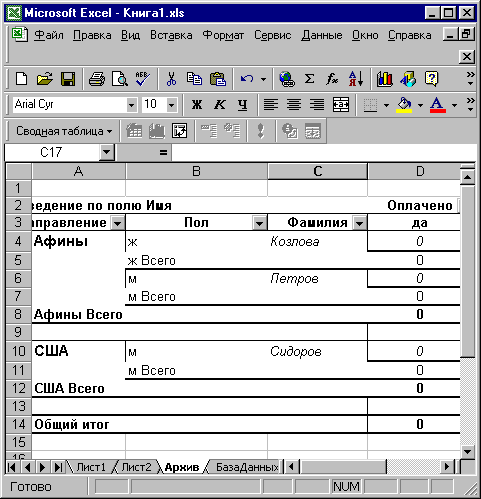 Microsoft Excel - Книга1.xls
Файл Правка Вид Вставка Формат Сервис Данные Окно Справка
Arial Cyr 10 Ж К Ч
Сводная таблица
C17 =
A B C D
1
2 ведение по полю Имя Оплачено
3 аправление Пол Фамилия да
4 Афины ж Козлова 0
5 ж Всего 0
6 м Петров 0
7 м Всего 0
8 Афины Всего 0
9
10 США м Сидоров 0
11 м Всего 0
12 США Всего 0
13
14 Общий итог 0
15
16
Лист1 Лист2 Архив БазаДанных
Готово NUM